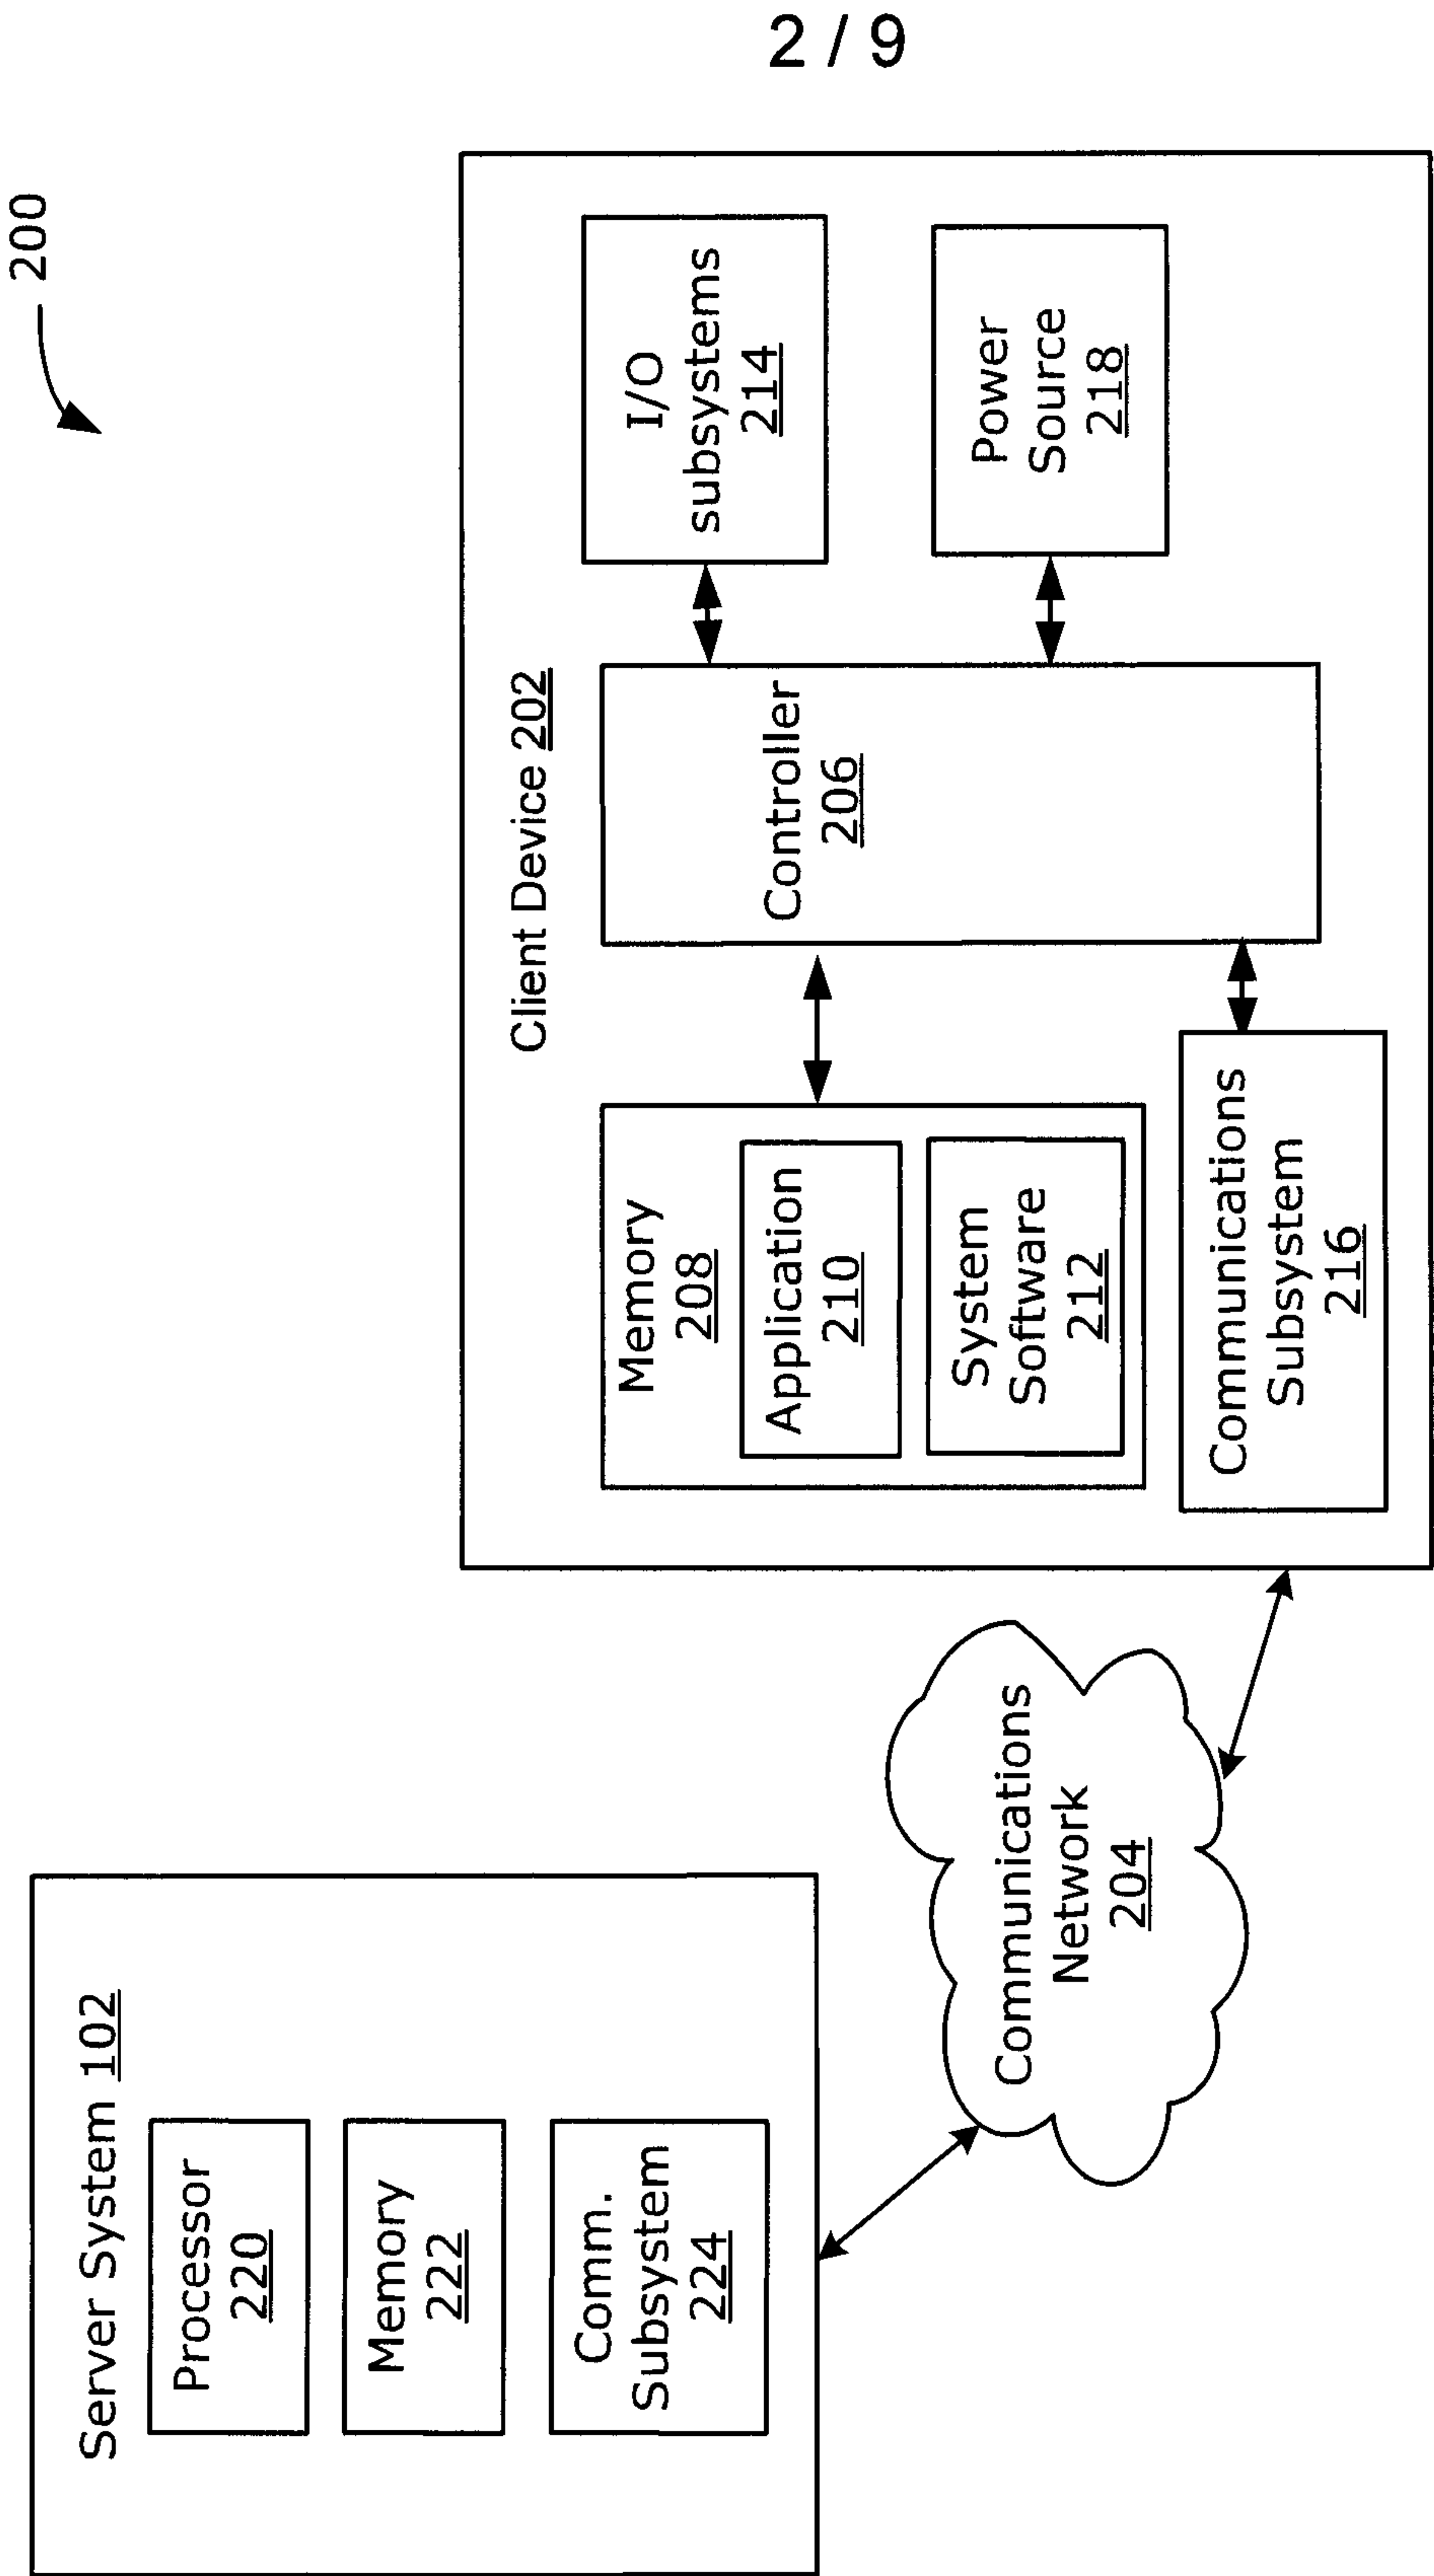 2 / 9
200
Server System 102
Processor
220
Memory
222
Comm.
Subsystem
224
Communications
Network
204
Client Device 202
Memory
208
Application
210
System
Software
212
Communications
Subsystem
216
Controller
206
I/O
subsystems
214
Power
Source
218